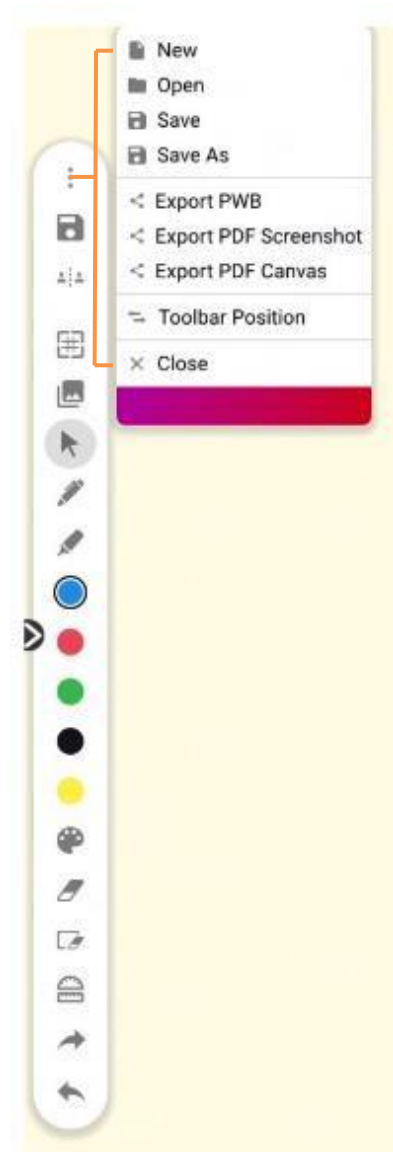 New
Open
Save
Save As
Export PWB
Export PDF Screenshot
Export PDF Canvas
Toolbar Position
Close